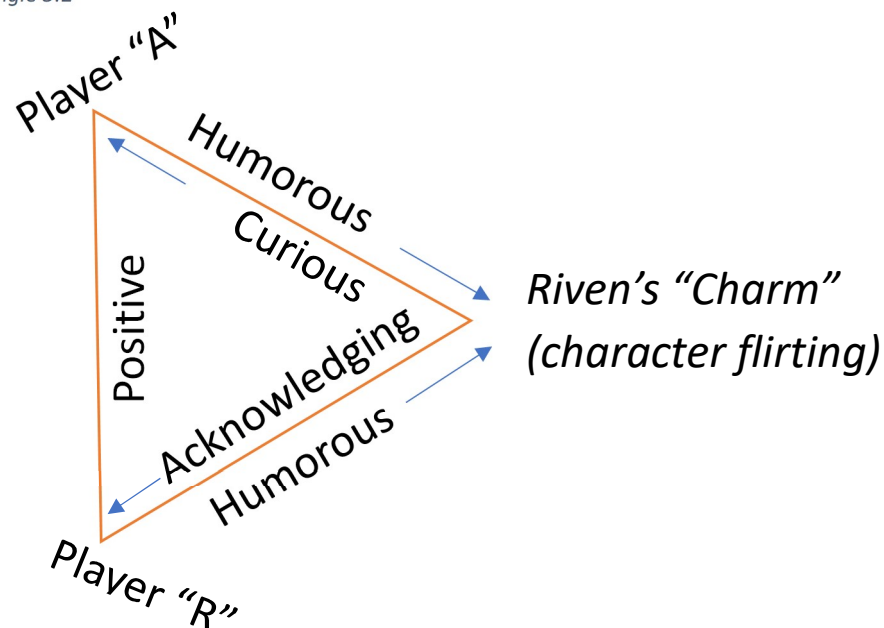 Player “A”
Humorous
Curious
Positive
Riven’s “Charm”
(character flirting)
Acknowledging
Humorous
Player “R”